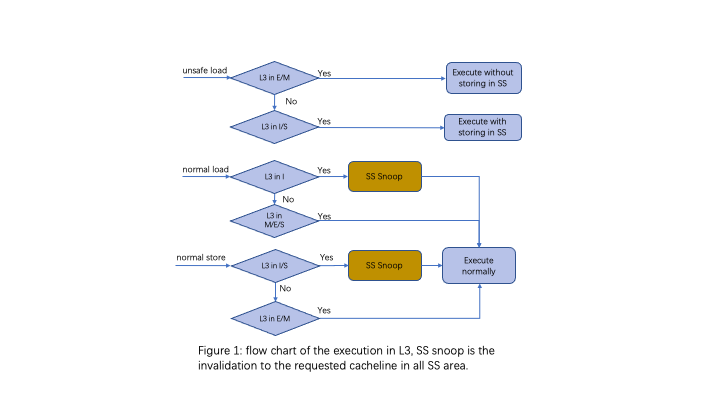 unsafe load
L3 in E/M
Yes
Execute without
storing in SS
No
L3 in I/S
Yes
Execute with
storing in SS
normal load
L3 in I
Yes
SS Snoop
No
L3 in
M/E/S
Yes
normal store
L3 in I/S
Yes
SS Snoop
Execute
normally
No
L3 in E/M
Yes
Figure 1: flow chart of the execution in L3, SS snoop is the
invalidation to the requested cacheline in all SS area.